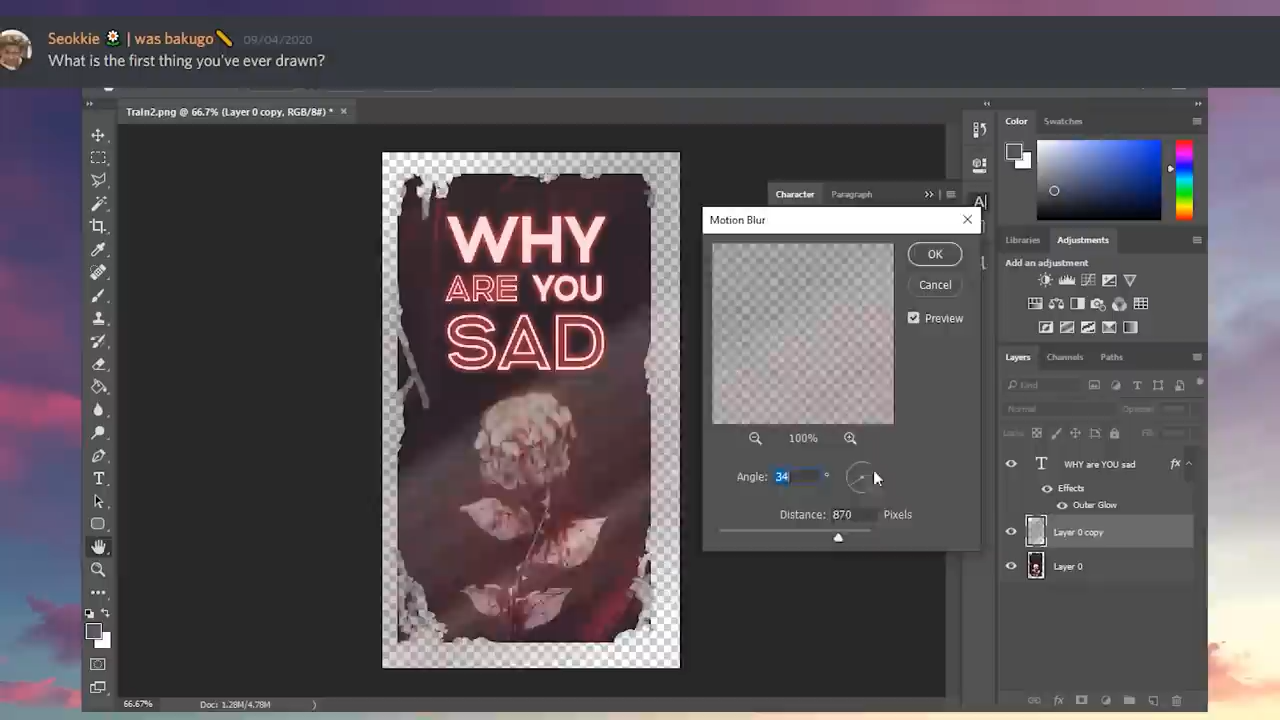 Seokkie | was bakugo 09/04/2020
What is the first thing you've ever drawn?
TraIn2.png @ 66.7% (Layer 0 copy, RGB/8#) *
Color Swatches
WHY
ARE YOU
SAD
Character Paragraph
Motion Blur
OK
Cancel
Preview
100%
Angle: 34 °
Distance: 870 Pixels
Libraries Adjustments
Add an adjustment
Layers Channels Paths
Kind
Normal Opacity:
Locks: Fill:
T WHY are YOU sad fx
Effects
Outer Glow
Layer 0 copy
Layer 0
66.67% Doc: 1.28M/4.78M